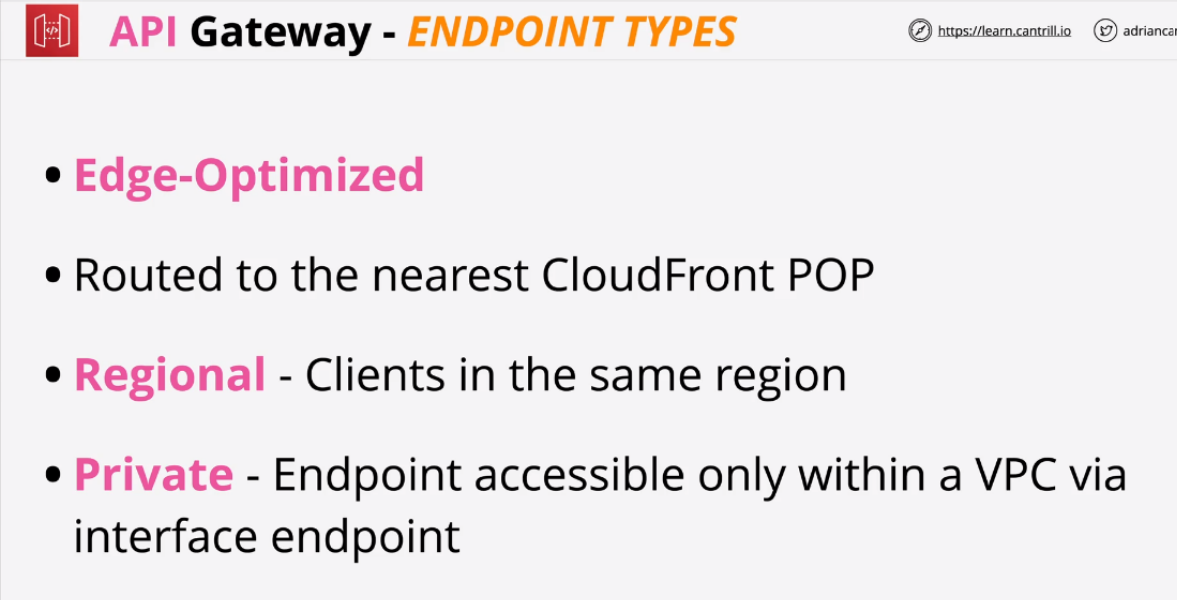 API Gateway - ENDPOINT TYPES
https://learn.cantrill.io
adriancan
• Edge-Optimized
• Routed to the nearest CloudFront POP
• Regional - Clients in the same region
• Private - Endpoint accessible only within a VPC via
interface endpoint